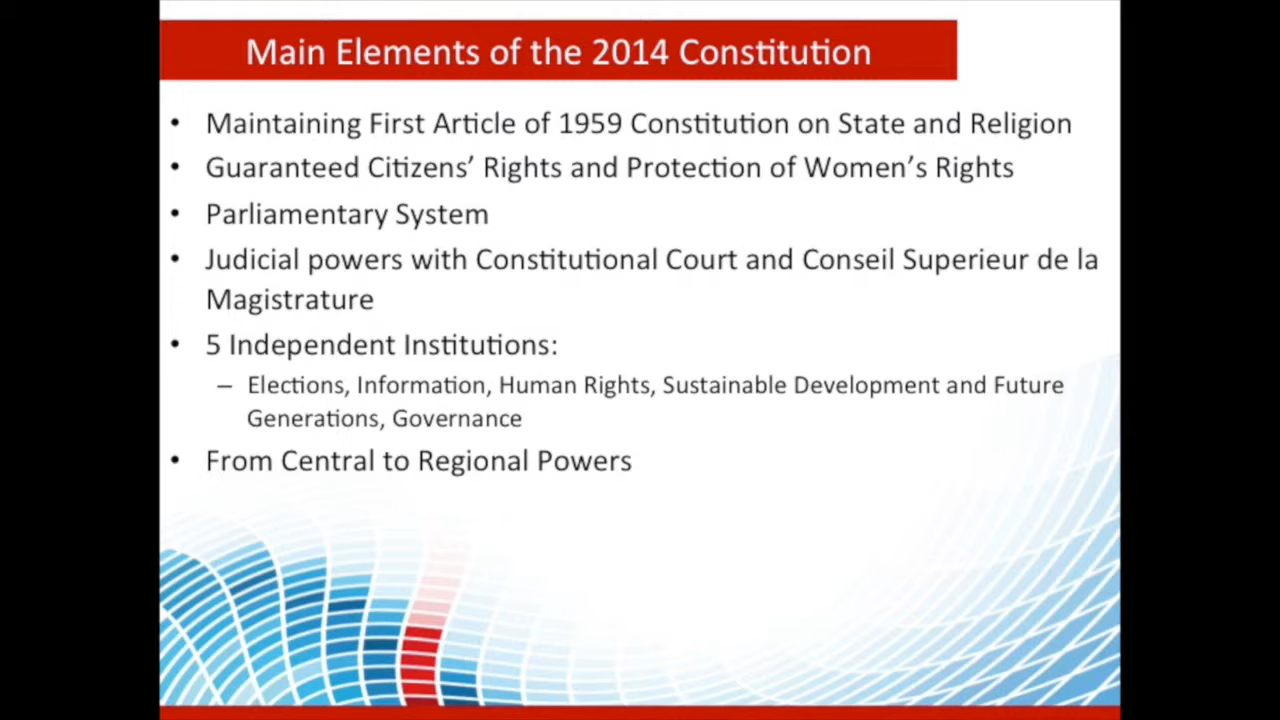 Main Elements of the 2014 Constitution
• Maintaining First Article of 1959 Constitution on State and Religion
• Guaranteed Citizens’ Rights and Protection of Women’s Rights
• Parliamentary System
• Judicial powers with Constitutional Court and Conseil Superieur de la
Magistrature
• 5 Independent Institutions:
– Elections, Information, Human Rights, Sustainable Development and Future
Generations, Governance
• From Central to Regional Powers